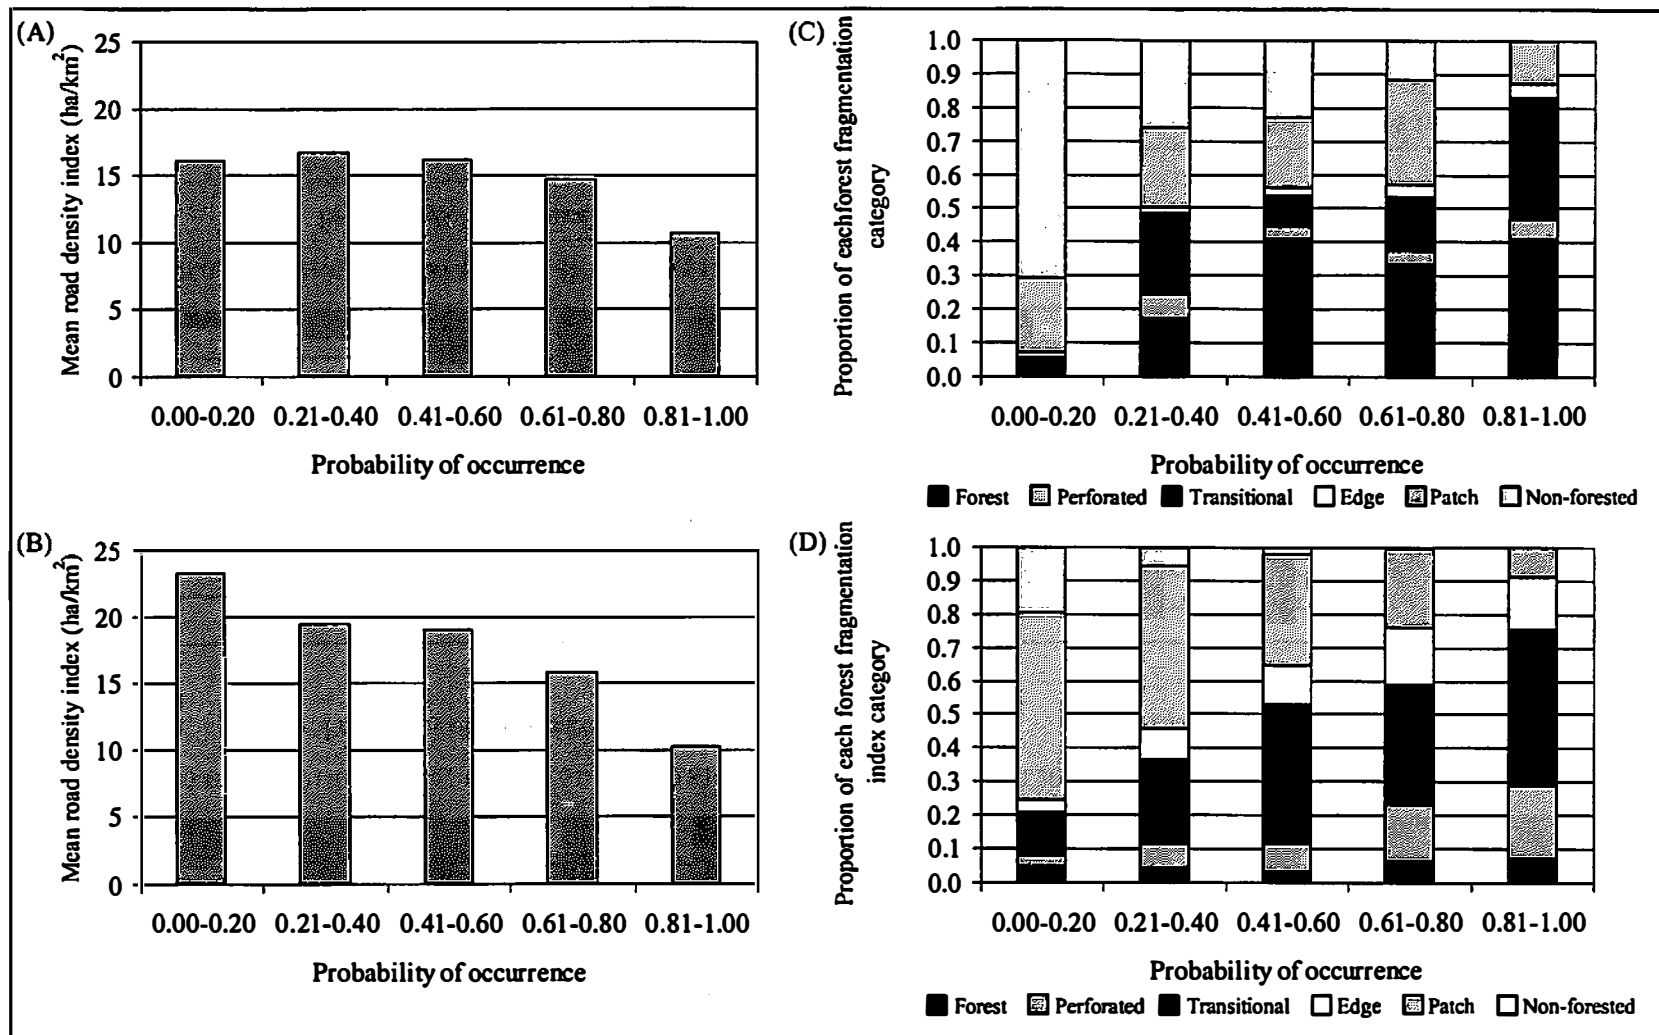 (A)
Mean road density index (ha/km²)
25
20
15
10
5
0
0.00-0.20 0.21-0.40 0.41-0.60 0.61-0.80 0.81-1.00
Probability of occurrence
(C)
Proportion of eachforest fragmentation
category
1.0
0.9
0.8
0.7
0.6
0.5
0.4
0.3
0.2
0.1
0.0
0.00-0.20 0.21-0.40 0.41-0.60 0.61-0.80 0.81-1.00
Probability of occurrence
Forest Perforated Transitional Edge Patch Non-forested
(B)
Mean road density index (ha/km²)
25
20
15
10
5
0
0.00-0.20 0.21-0.40 0.41-0.60 0.61-0.80 0.81-1.00
Probability of occurrence
(D)
Proportion of each forest fragmentation
index category
1.0
0.9
0.8
0.7
0.6
0.5
0.4
0.3
0.2
0.1
0.0
0.00-0.20 0.21-0.40 0.41-0.60 0.61-0.80 0.81-1.00
Probability of occurrence
Forest Perforated Transitional Edge Patch Non-forested